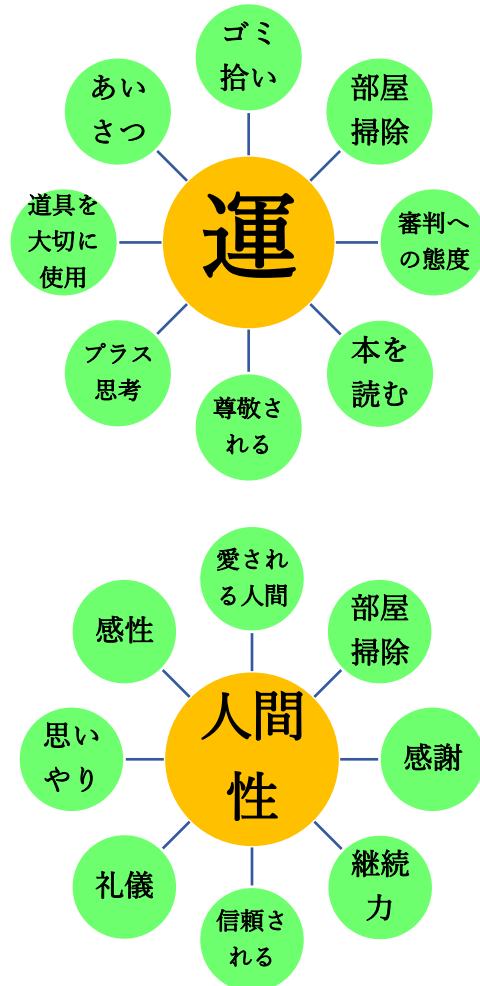 ゴミ
拾い
あい
さつ
部屋
掃除
道具を
大切に
使用
運
審判へ
の態度
プラス
思考
本を
読む
尊敬さ
れる
愛され
る人間
感性
部屋
掃除
思い
やり
人間
性
感謝
礼儀
継続
力
信頼さ
れる